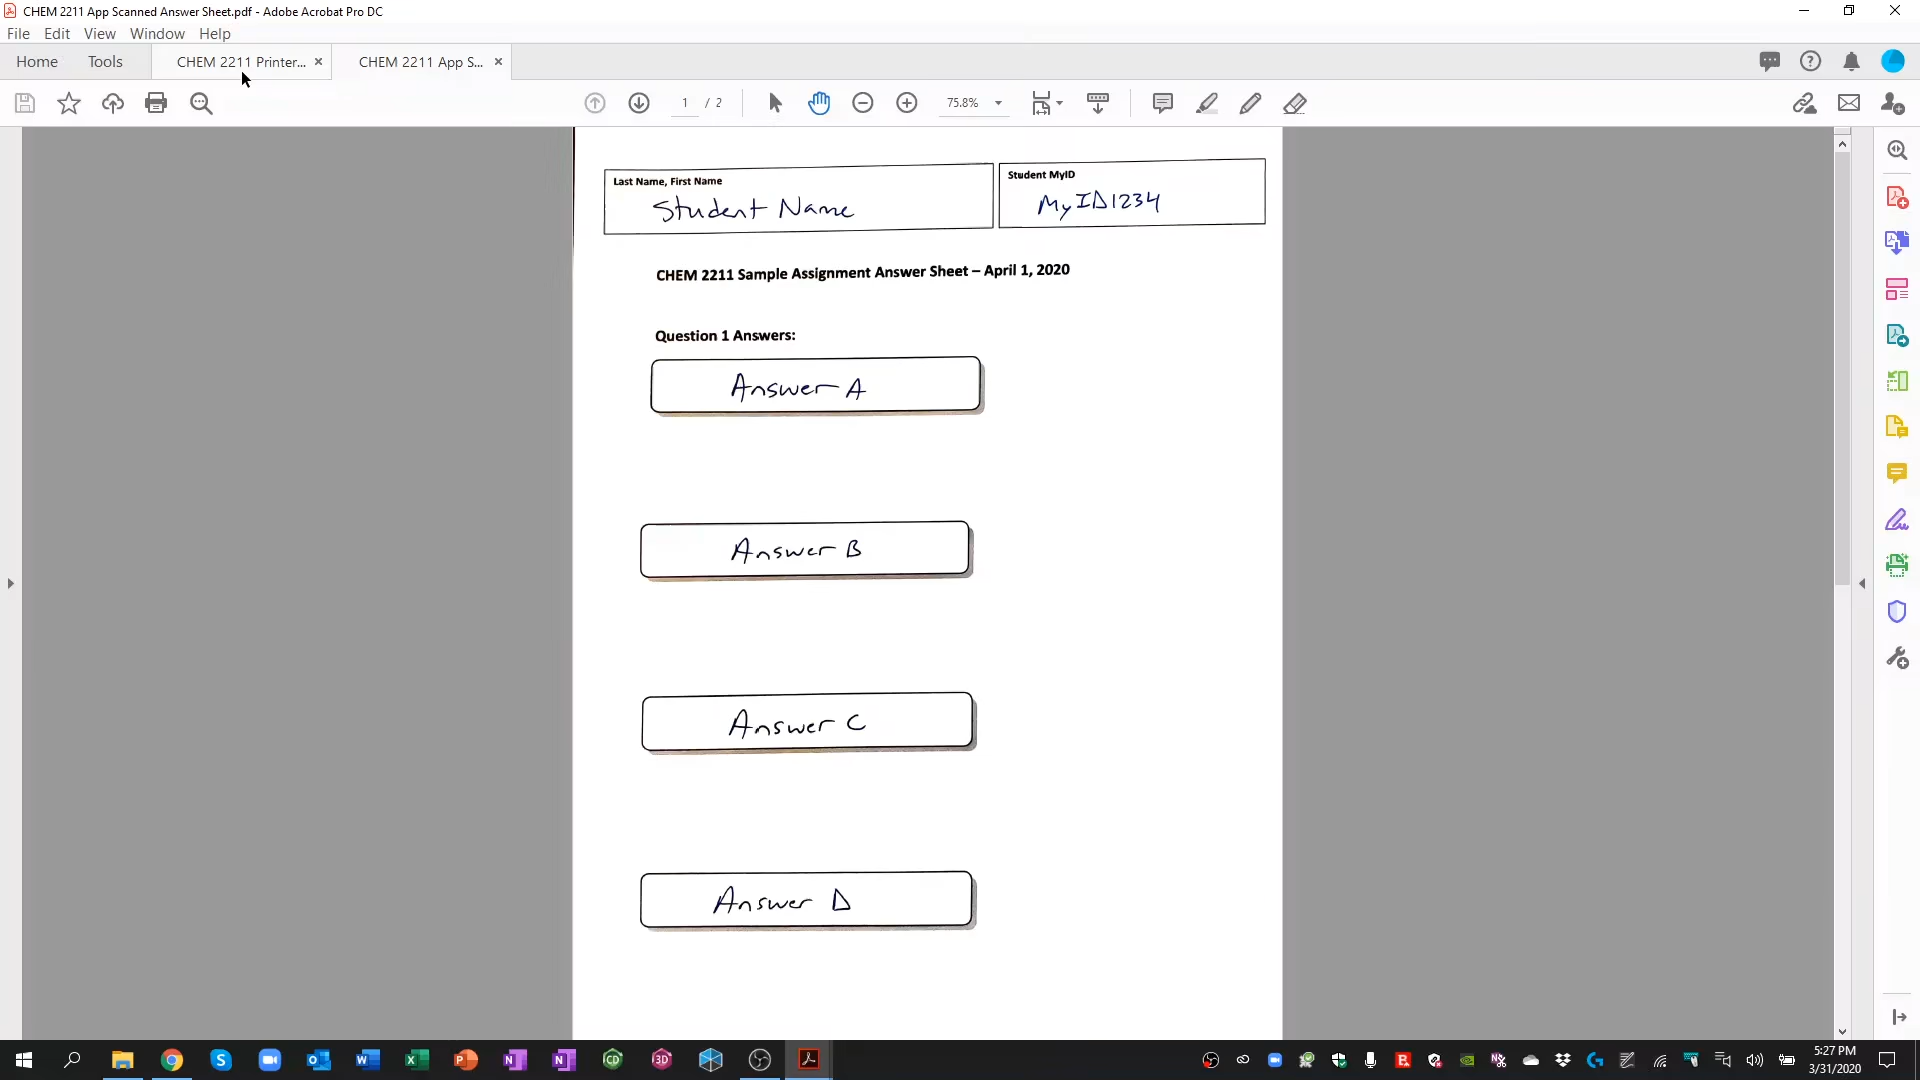 CHEM 2211 App Scanned Answer Sheet.pdf - Adobe Acrobat Pro DC
File Edit View Window Help
Home Tools CHEM 2211 Printer... × CHEM 2211 App S... ×
1 / 2 75.8%
Last Name, First Name
Student Name
Student MyID
MyID1234
CHEM 2211 Sample Assignment Answer Sheet – April 1, 2020
Question 1 Answers:
Answer A
Answer B
Answer C
Answer D
5:27 PM
3/31/2020